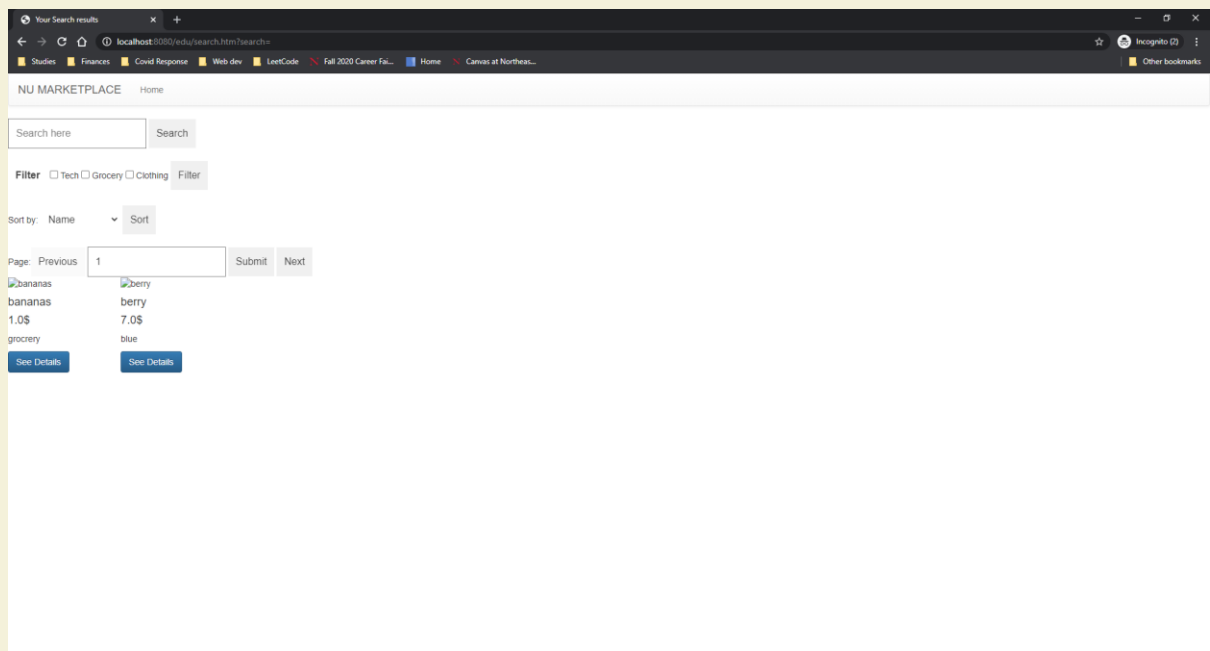 Your Search results
localhost:8080/edu/search.htm?search=
Incognito (2)
Studies Finances Covid Response Web dev LeetCode Fall 2020 Career Fai... Home Canvas at Northeas... Other bookmarks
NU MARKETPLACE Home
Search here Search
Filter Tech Grocery Clothing Filter
Sort by: Name Sort
Page: Previous 1 Submit Next
bananas berry
bananas berry
1.0$ 7.0$
grocrery blue
See Details See Details